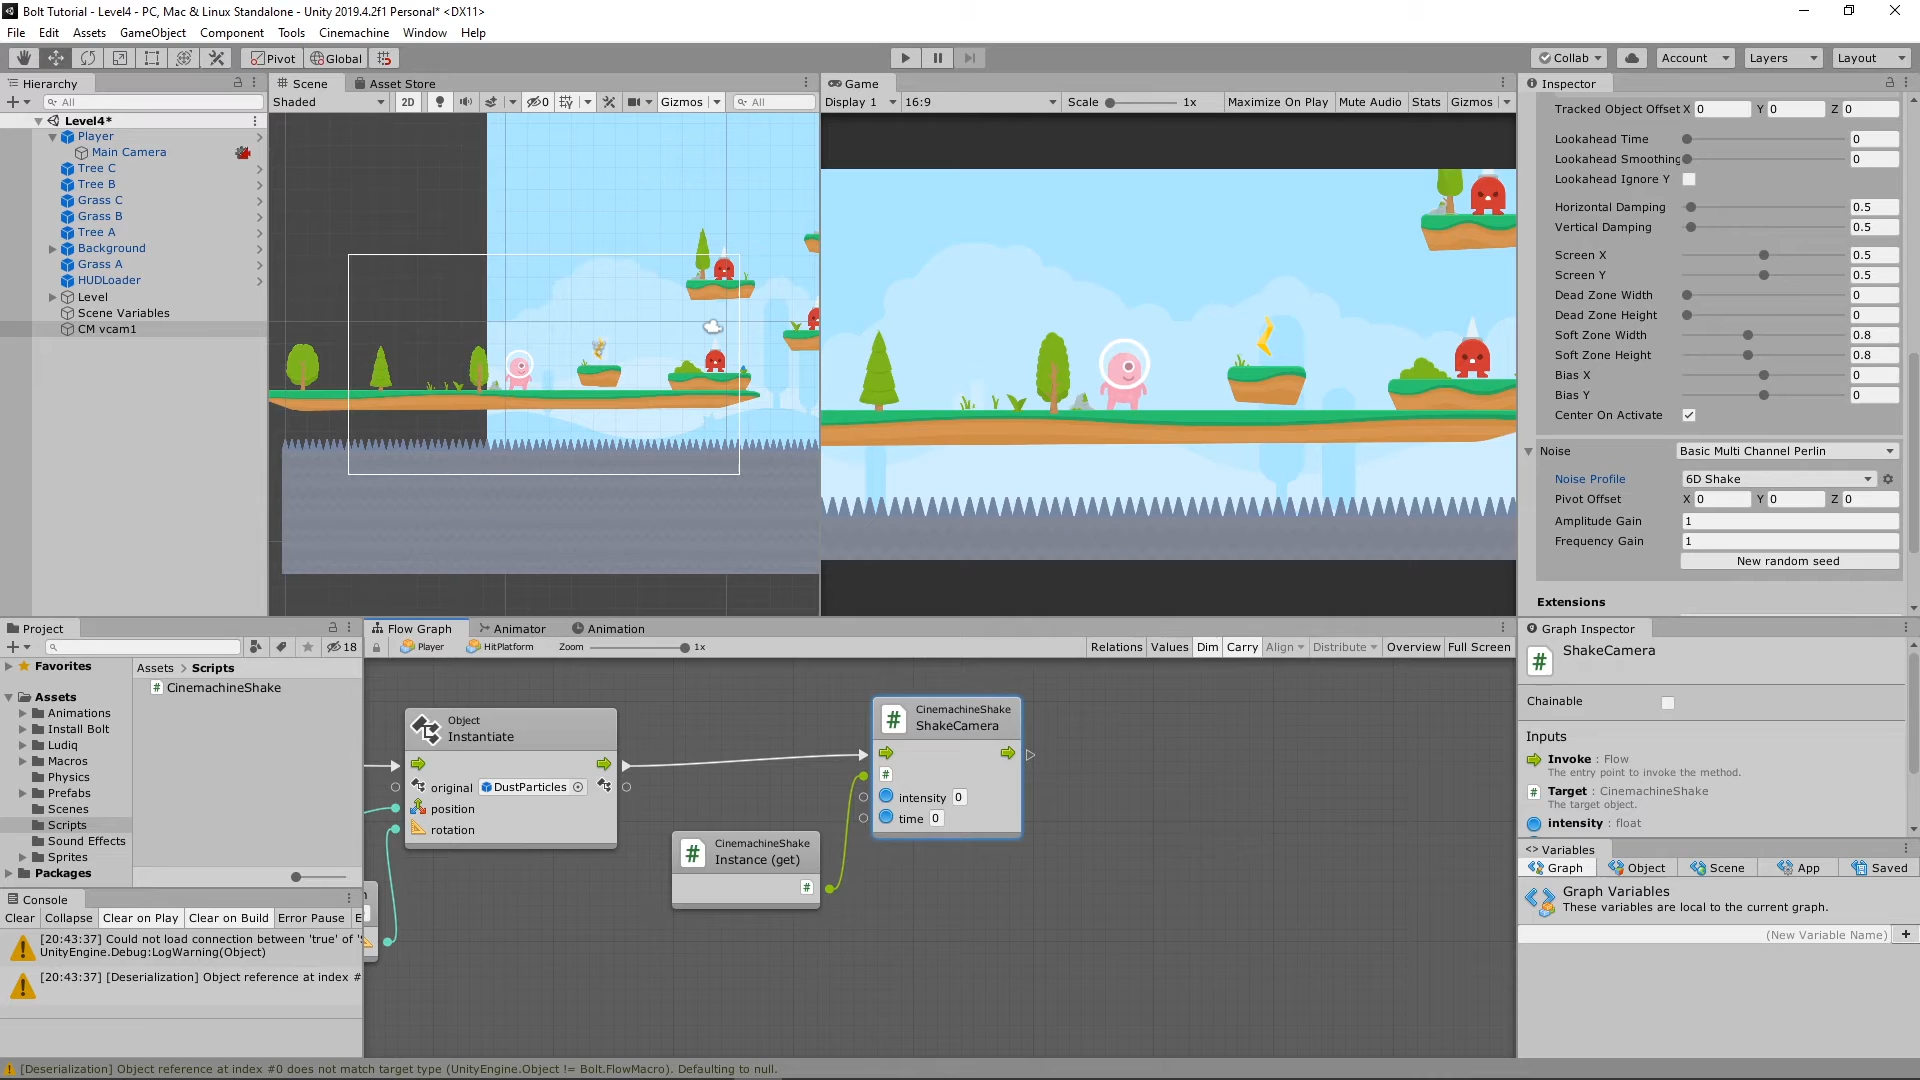 Bolt Tutorial - Level4 - PC, Mac & Linux Standalone - Unity 2019.4.2f1 Personal* <DX11>
File Edit Assets GameObject Component Tools Cinemachine Window Help
Pivot Global Collab Account Layers Layout
Hierarchy
All
Level4*
Player
Main Camera
Tree C
Tree B
Grass C
Grass B
Tree A
Background
Grass A
HUDLoader
Level
Scene Variables
CM vcam1
Scene Asset Store
Shaded 2D 0 Gizmos All
Game
Display 1 16:9 Scale 1x Maximize On Play Mute Audio Stats Gizmos
Inspector
Tracked Object Offset X 0 Y 0 Z 0
Lookahead Time 0
Lookahead Smoothing 0
Lookahead Ignore Y
Horizontal Damping 0.5
Vertical Damping 0.5
Screen X 0.5
Screen Y 0.5
Dead Zone Width 0
Dead Zone Height 0
Soft Zone Width 0.8
Soft Zone Height 0.8
Bias X 0
Bias Y 0
Center On Activate
Noise Basic Multi Channel Perlin
Noise Profile 6D Shake
Pivot Offset X 0 Y 0 Z 0
Amplitude Gain 1
Frequency Gain 1
New random seed
Extensions
Project
18
Favorites
Assets
Animations
Install Bolt
Ludiq
Macros
Physics
Prefabs
Scenes
Scripts
Sound Effects
Sprites
Packages
Assets > Scripts
# CinemachineShake
Console
Clear Collapse Clear on Play Clear on Build Error Pause E
[20:43:37] Could not load connection between 'true' of '
UnityEngine.Debug:LogWarning(Object)
[20:43:37] [Deserialization] Object reference at index #
Flow Graph Animator Animation
Player HitPlatform Zoom 1x Relations Values Dim Carry Align Distribute Overview Full Screen
Object
Instantiate
original DustParticles
position
rotation
# CinemachineShake
Instance (get)
#
# CinemachineShake
ShakeCamera
#
intensity 0
time 0
Graph Inspector
# ShakeCamera
Chainable
Inputs
Invoke : Flow
The entry point to invoke the method.
# Target : CinemachineShake
The target object.
intensity : float
<> Variables
Graph Object Scene App Saved
Graph Variables
These variables are local to the current graph.
(New Variable Name) +
[Deserialization] Object reference at index #0 does not match target type (UnityEngine.Object != Bolt.FlowMacro). Defaulting to null.